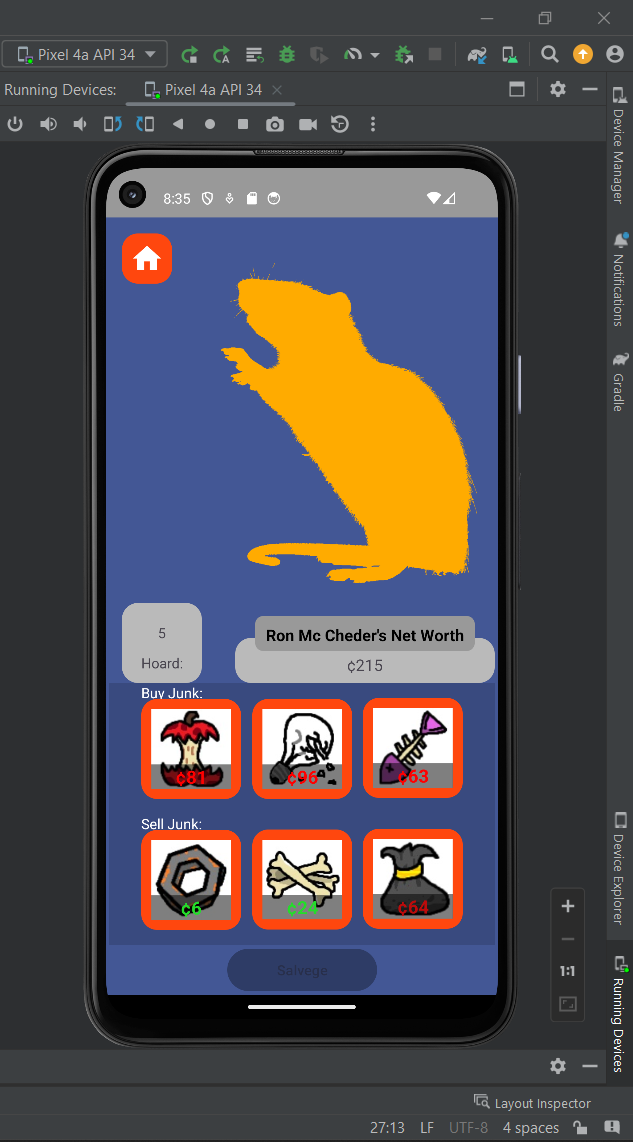 Pixel 4a API 34
Running Devices:
Pixel 4a API 34
Device Manager
Notifications
Gradle
8:35
5
Hoard:
Ron Mc Cheder's Net Worth
¢215
Buy Junk:
¢81
¢96
¢63
Sell Junk:
¢6
¢24
¢64
Salvege
Device Explorer
1:1
Running Devices
Layout Inspector
27:13 LF UTF-8 4 spaces